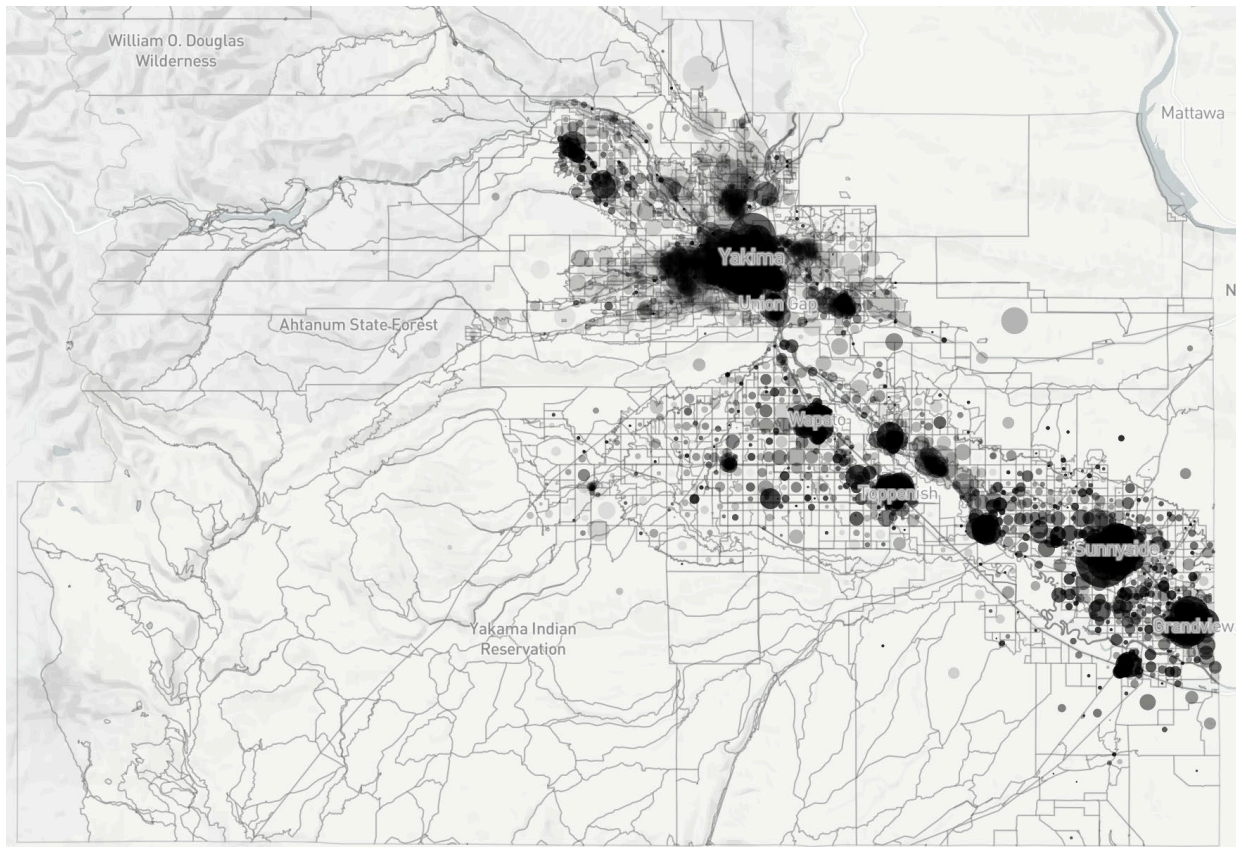 William O. Douglas
Wilderness
Mattawa
Yakima
Union Gap
N
Ahtanum State Forest
Wapato
Toppenish
Sunnyside
Grandview
Yakama Indian
Reservation